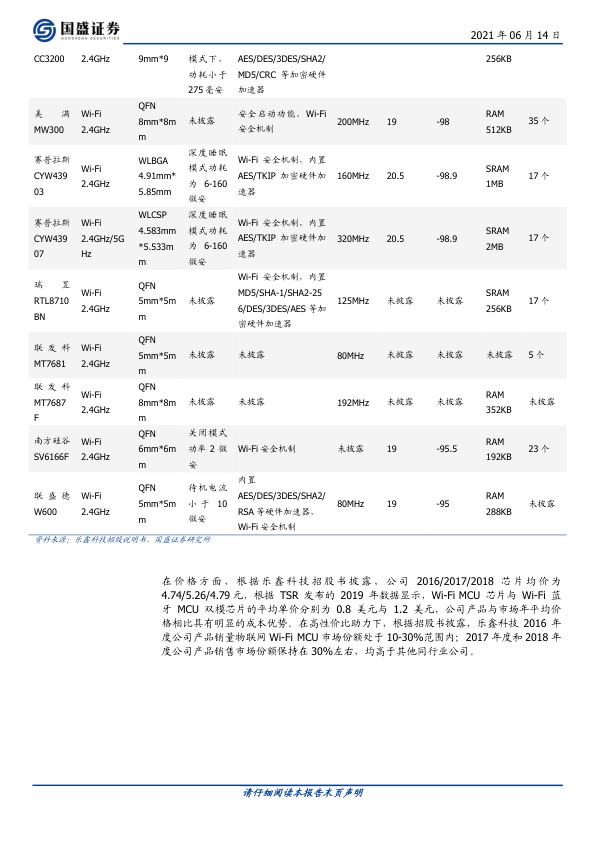 国盛证券
GUOSHENG SECURITIES
2021 年 06 月 14 日
CC3200 2.4GHz 9mm*9 模式下，功耗小于 275 毫安 AES/DES/3DES/SHA2/MD5/CRC 等加密硬件加速器 256KB
美满 MW300 Wi-Fi 2.4GHz QFN 8mm*8mm 未披露 安全启动功能，Wi-Fi 安全机制 200MHz 19 -98 RAM 512KB 35 个
赛普拉斯 CYW43903 Wi-Fi 2.4GHz WLBGA 4.91mm*5.85mm 深度睡眠模式功耗为 6-160 微安 Wi-Fi 安全机制，内置 AES/TKIP 加密硬件加速器 160MHz 20.5 -98.9 SRAM 1MB 17 个
赛普拉斯 CYW43907 Wi-Fi 2.4GHz/5GHz WLCSP 4.583mm*5.533mm 深度睡眠模式功耗为 6-160 微安 Wi-Fi 安全机制，内置 AES/TKIP 加密硬件加速器 320MHz 20.5 -98.9 SRAM 2MB 17 个
瑞昱 RTL8710BN Wi-Fi 2.4GHz QFN 5mm*5mm 未披露 Wi-Fi 安全机制，内置 MD5/SHA-1/SHA2-256/DES/3DES/AES 等加密硬件加速器 125MHz 未披露 未披露 SRAM 256KB 17 个
联发科 MT7681 Wi-Fi 2.4GHz QFN 5mm*5mm 未披露 未披露 80MHz 未披露 未披露 未披露 5 个
联发科 MT7687F Wi-Fi 2.4GHz QFN 8mm*8mm 未披露 未披露 192MHz 未披露 未披露 RAM 352KB 未披露
南方硅谷 SV6166F Wi-Fi 2.4GHz QFN 6mm*6mm 关闭模式功率 2 微安 Wi-Fi 安全机制 未披露 19 -95.5 RAM 192KB 23 个
联盛德 W600 Wi-Fi 2.4GHz QFN 5mm*5mm 待机电流小于 10 微安 内置 AES/DES/3DES/SHA2/RSA 等硬件加速器，Wi-Fi 安全机制 80MHz 19 -95 RAM 288KB 未披露
资料来源：乐鑫科技招股说明书，国盛证券研究所
在价格方面，根据乐鑫科技招股书披露，公司 2016/2017/2018 芯片均价为
4.74/5.26/4.79 元，根据 TSR 发布的 2019 年数据显示，Wi-Fi MCU 芯片与 Wi-Fi 蓝
牙 MCU 双模芯片的平均单价分别为 0.8 美元与 1.2 美元，公司产品与市场年平均价
格相比具有明显的成本优势。在高性价比助力下，根据招股书披露，乐鑫科技 2016 年
度公司产品销量物联网 Wi-Fi MCU 市场份额处于 10-30%范围内；2017 年度和 2018 年
度公司产品销售市场份额保持在 30%左右，均高于其他同行业公司。
请仔细阅读本报告末页声明